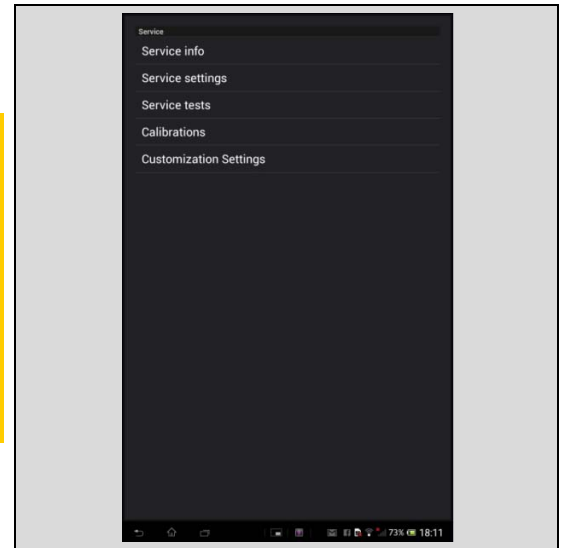 Service
Service info
Service settings
Service tests
Calibrations
Customization Settings
73% 18:11